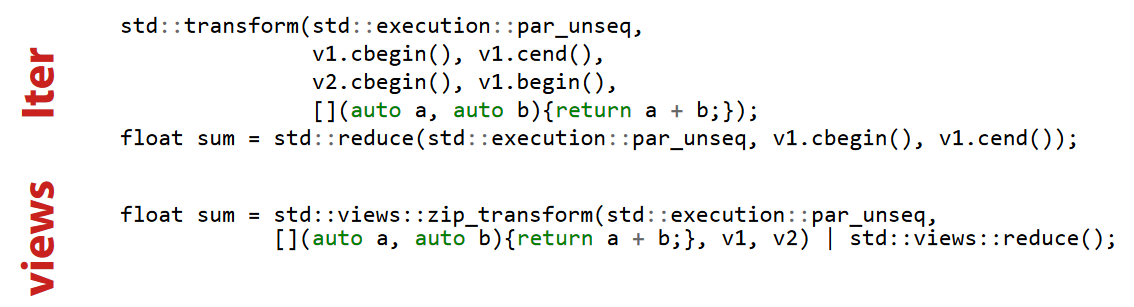 Iter
std::transform(std::execution::par_unseq,
v1.cbegin(), v1.cend(),
v2.cbegin(), v1.begin(),
[](auto a, auto b){return a + b;});
float sum = std::reduce(std::execution::par_unseq, v1.cbegin(), v1.cend());
views
float sum = std::views::zip_transform(std::execution::par_unseq,
[](auto a, auto b){return a + b;}, v1, v2) | std::views::reduce();